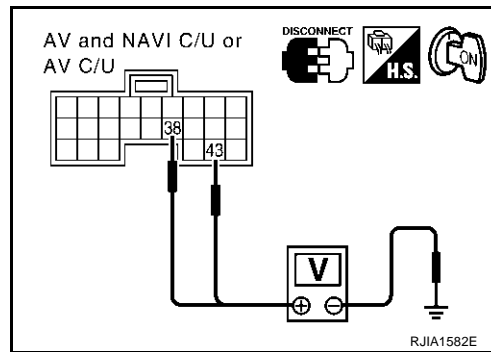 AV and NAVI C/U or
AV C/U
DISCONNECT
H.S.
ON
38
43
V
RJIA1582E